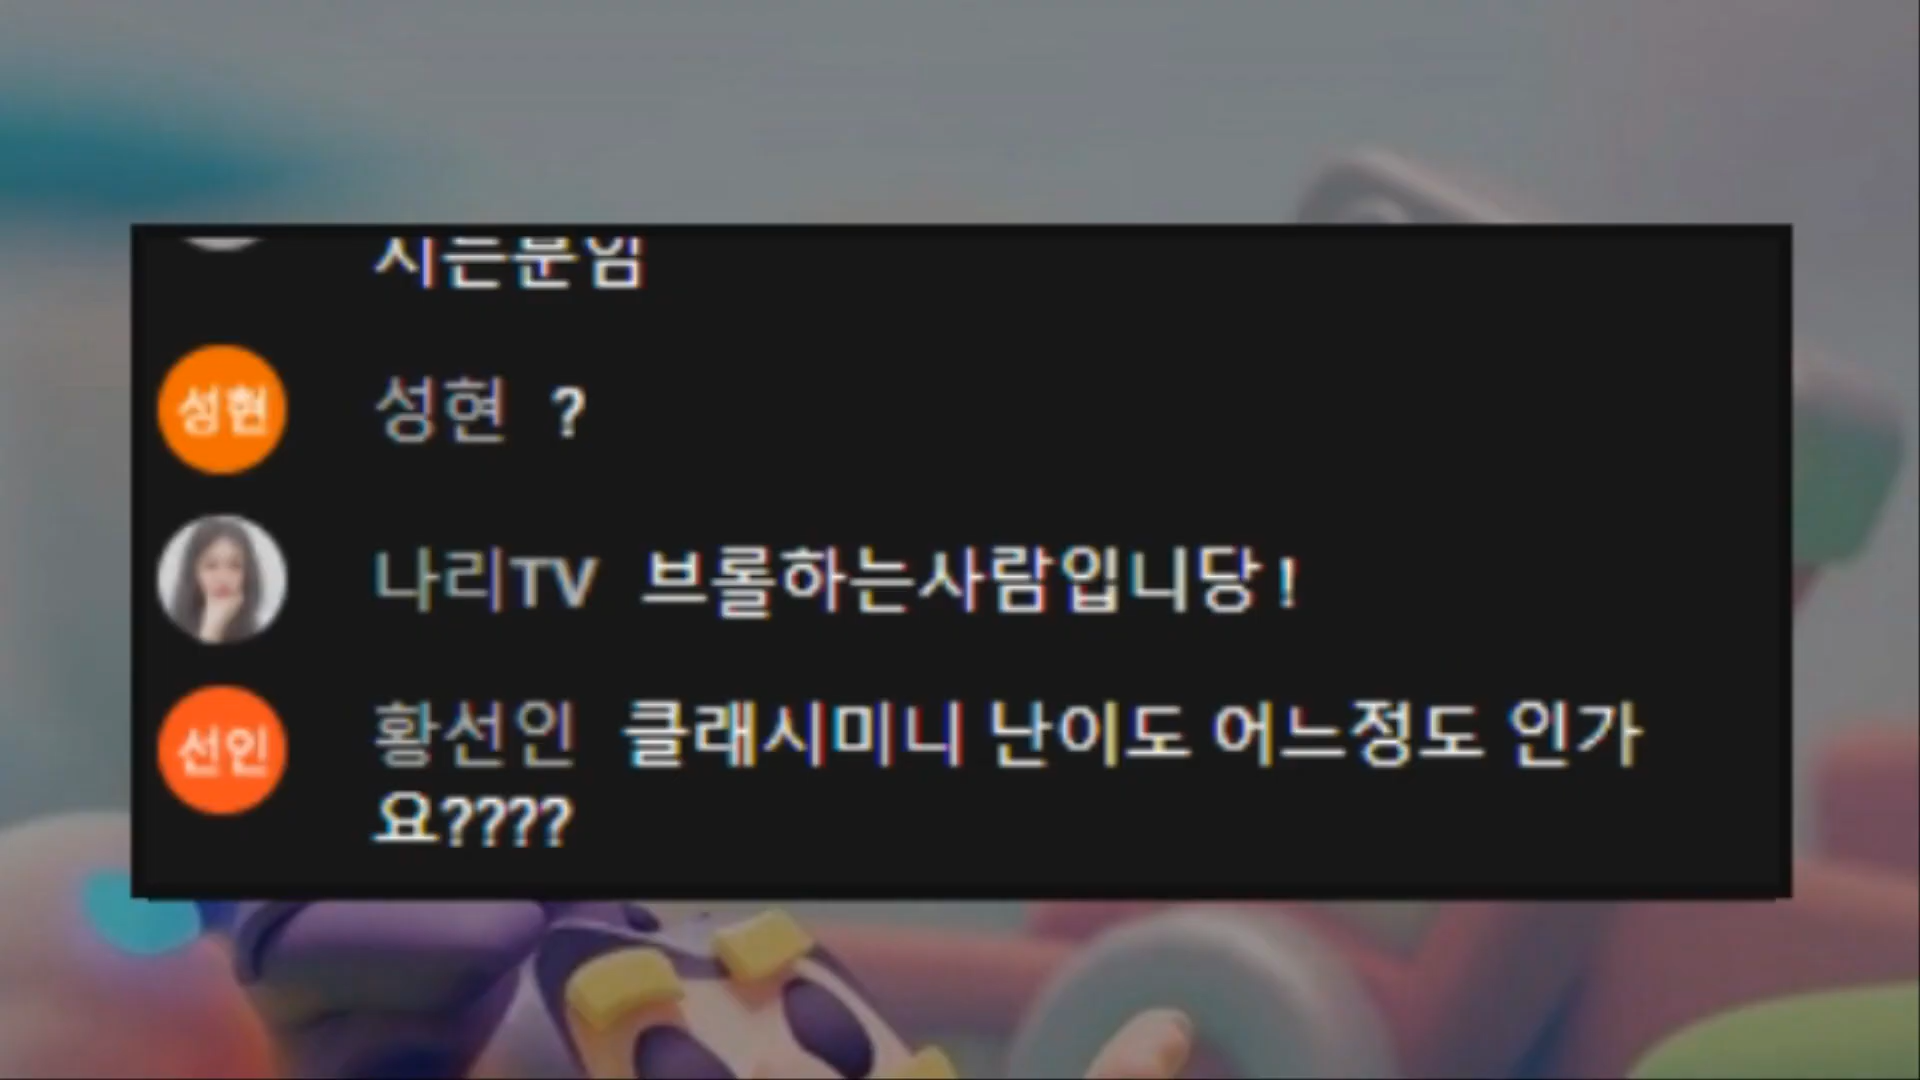 시는분임
성현 성현 ?
나리TV 브롤하는사람입니당!
선인 황선인 클래시미니 난이도 어느정도 인가
요????